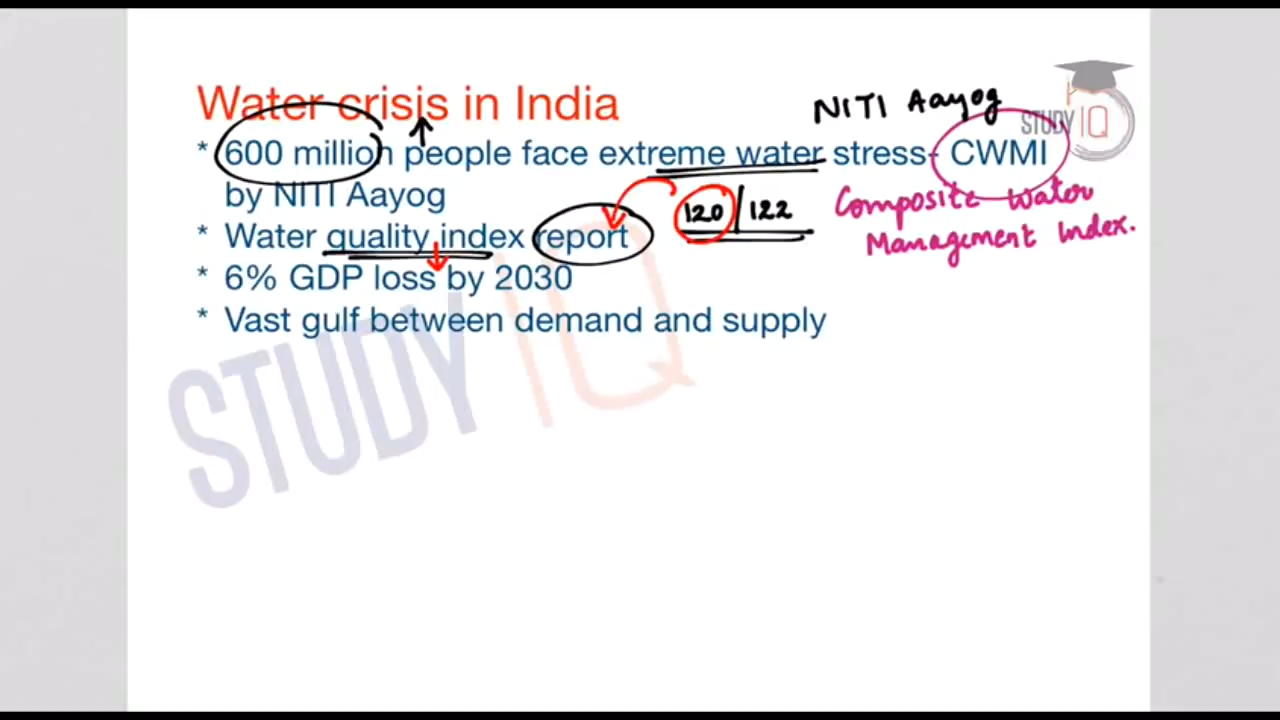 Water crisis in India
NITI Aayog
STUDY IQ
* 600 million people face extreme water stress- CWMI
by NITI Aayog
120/122
Composite Water
Management Index.
* Water quality index report
* 6% GDP loss by 2030
* Vast gulf between demand and supply
STUDY IQ